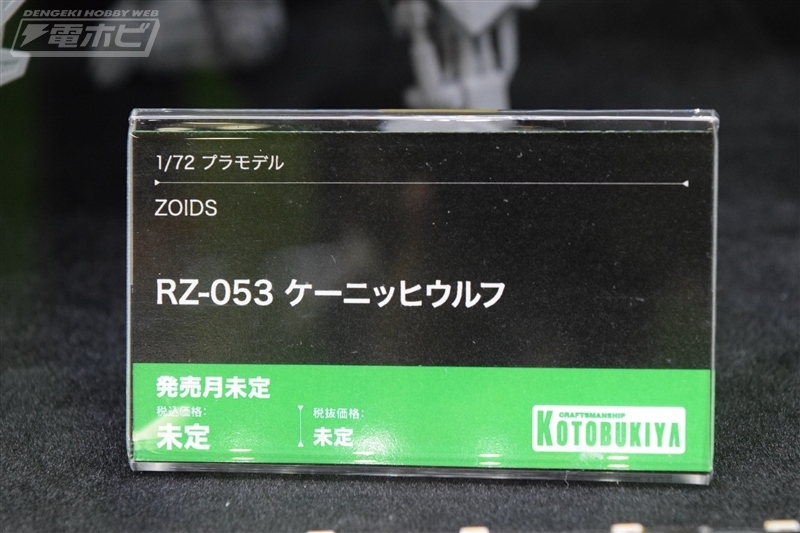 DENGEKI HOBBY WEB
電ホビ
1/72 プラモデル
ZOIDS
RZ-053 ケーニッヒウルフ
発売月未定
税込価格:
未定
税抜価格:
未定
CRAFTSMANSHIP
KOTOBUKIYA